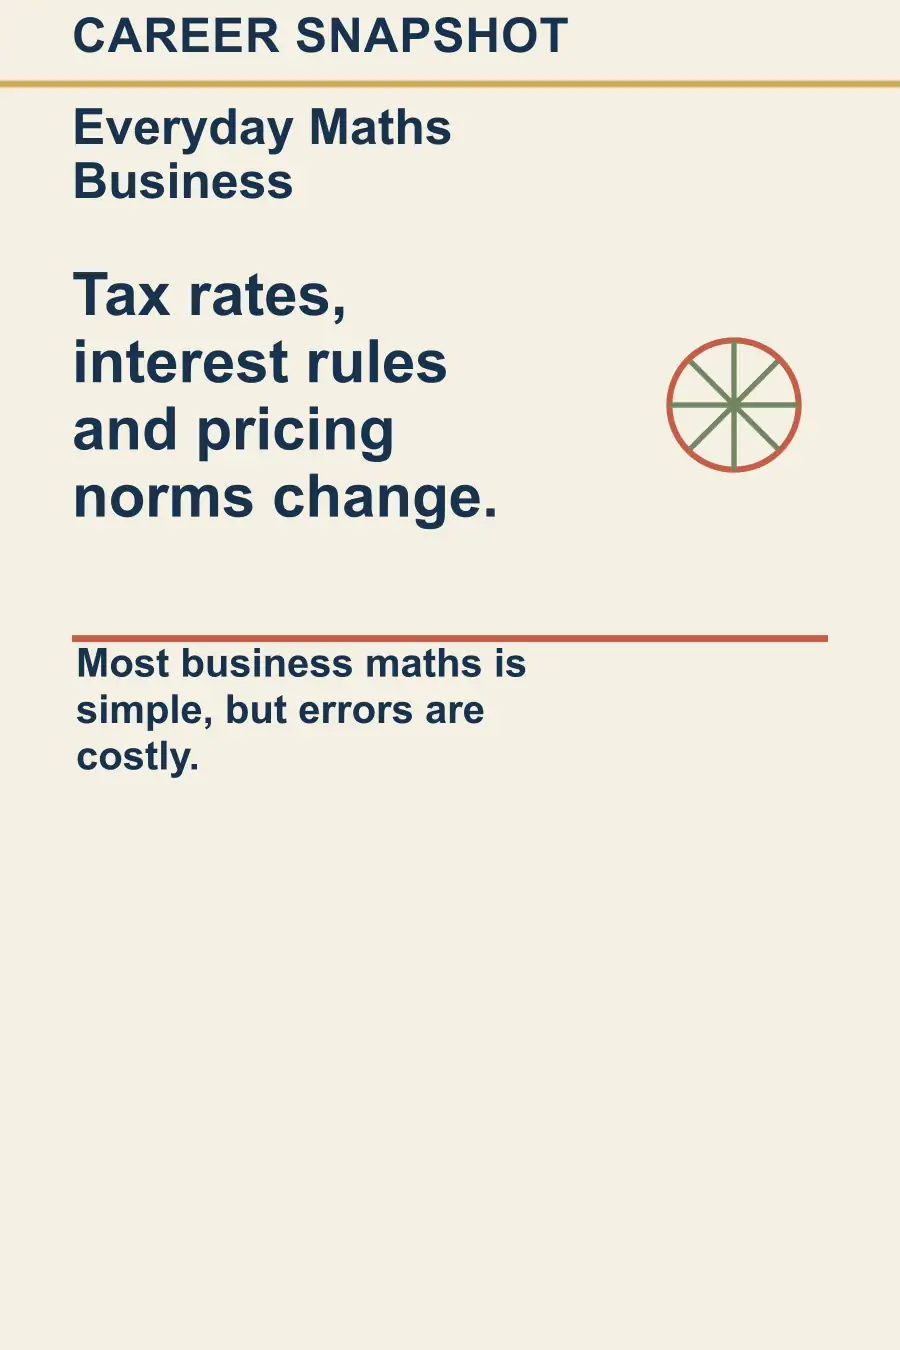 CAREER SNAPSHOT
Everyday Maths
Business
Tax rates,
interest rules
and pricing
norms change.
Most business maths is
simple, but errors are
costly.